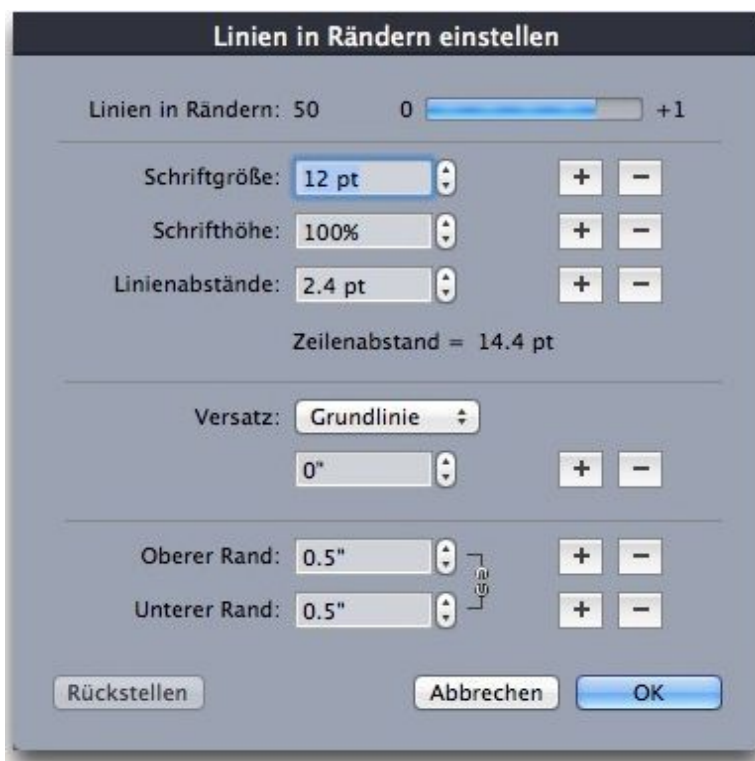 Linien in Rändern einstellen
Linien in Rändern: 50 0 +1
Schriftgröße: 12 pt + −
Schrifthöhe: 100% + −
Linienabstände: 2.4 pt + −
Zeilenabstand = 14.4 pt
Versatz: Grundlinie
0" + −
Oberer Rand: 0.5" + −
Unterer Rand: 0.5" + −
Rückstellen Abbrechen OK